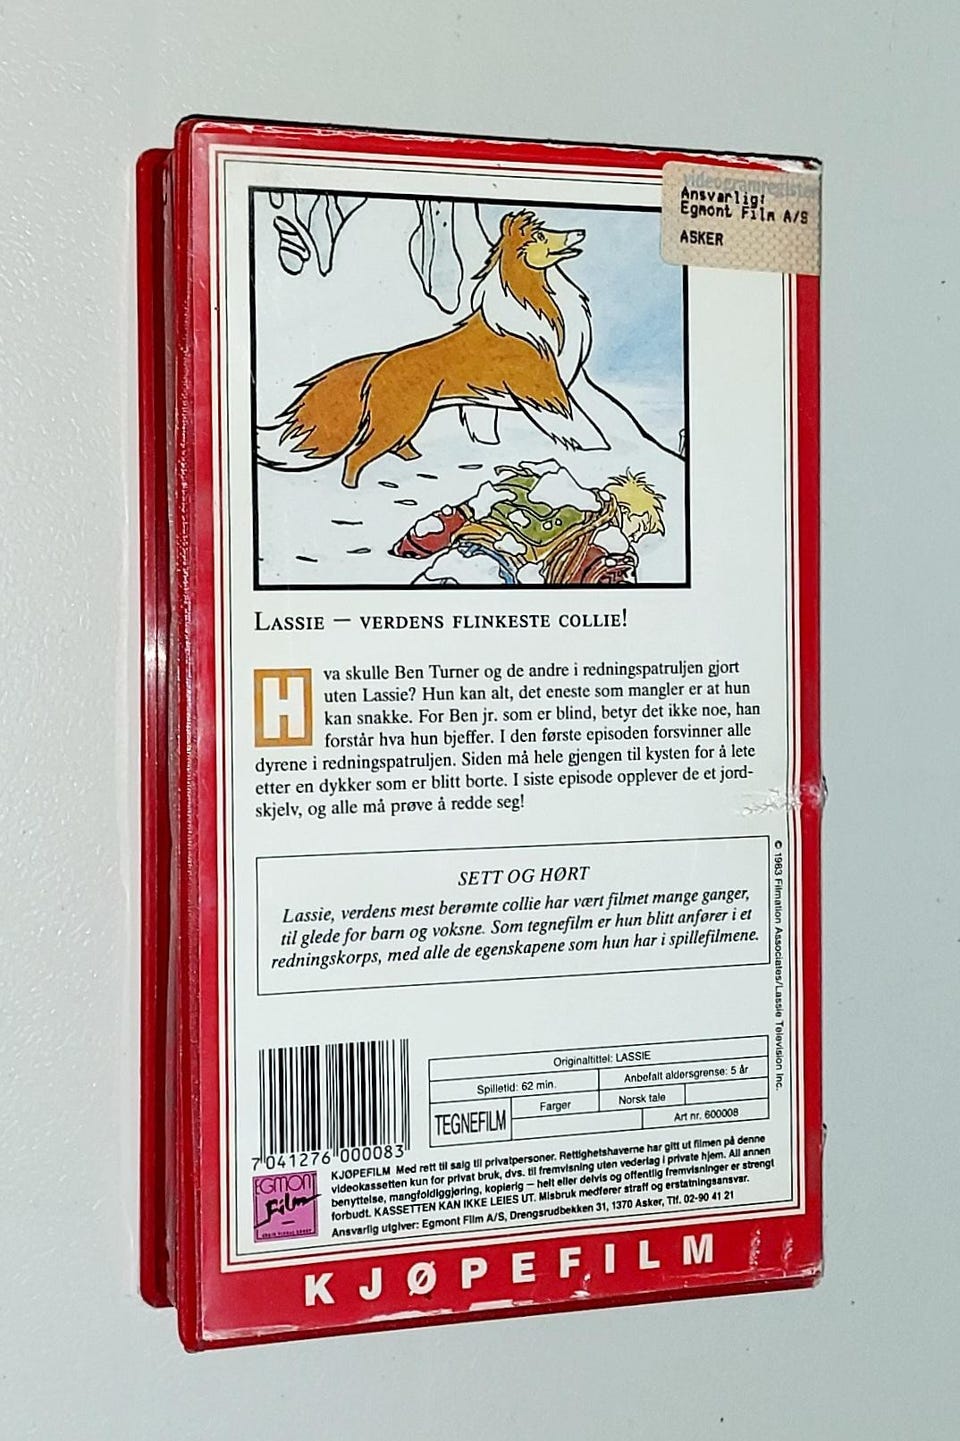 videogramregister
Ansvarlig:
Egmont Film A/S
ASKER
LASSIE – VERDENS FLINKESTE COLLIE!
Hva skulle Ben Turner og de andre i redningspatruljen gjort
uten Lassie? Hun kan alt, det eneste som mangler er at hun
kan snakke. For Ben jr. som er blind, betyr det ikke noe, han
forstår hva hun bjeffer. I den første episoden forsvinner alle
dyrene i redningspatruljen. Siden må hele gjengen til kysten for å lete
etter en dykker som er blitt borte. I siste episode opplever de et jord-
skjelv, og alle må prøve å redde seg!
SETT OG HØRT
Lassie, verdens mest berømte collie har vært filmet mange ganger,
til glede for barn og voksne. Som tegnefilm er hun blitt anfører i et
redningskorps, med alle de egenskapene som hun har i spillefilmene.
© 1983 Filmation Associates/Lassie Television Inc.
Originaltittel: LASSIE
Spilletid: 62 min. Anbefalt aldersgrense: 5 år
TEGNEFILM Farger Norsk tale
Art nr. 600008
7 041276 000083
EGMONT
Film
KJØPEFILM Med rett til salg til privatpersoner. Rettighetshaverne har gitt ut filmen på denne
videokassetten kun for privat bruk, dvs. til fremvisning uten vederlag i private hjem. All annen
benyttelse, mangfoldiggjøring, kopiering – helt eller delvis og offentlig fremvisninger er strengt
forbudt. KASSETTEN KAN IKKE LEIES UT. Misbruk medfører straff og erstatningsansvar.
Ansvarlig utgiver: Egmont Film A/S, Drengsrudbekken 31, 1370 Asker, Tlf. 02-90 41 21
KJØPEFILM